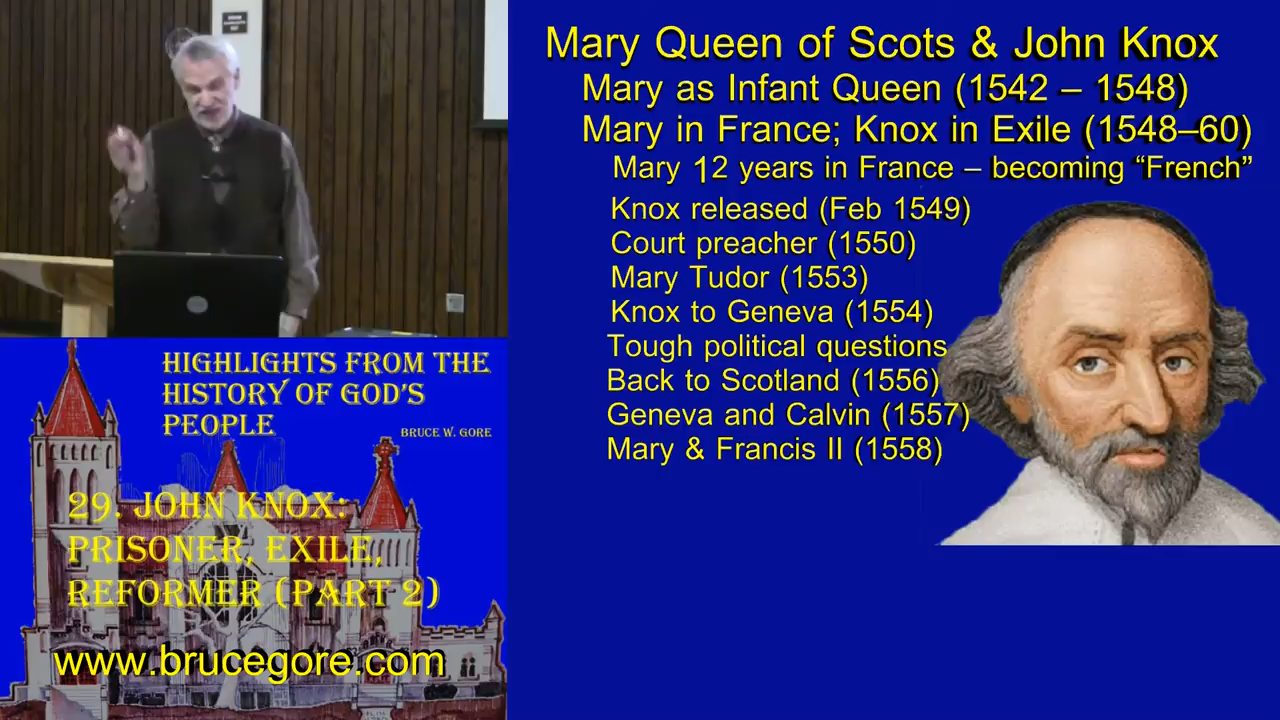 Mary Queen of Scots & John Knox
Mary as Infant Queen (1542 – 1548)
Mary in France; Knox in Exile (1548–60)
Mary 12 years in France – becoming “French”
Knox released (Feb 1549)
Court preacher (1550)
Mary Tudor (1553)
Knox to Geneva (1554)
Tough political questions
Back to Scotland (1556)
Geneva and Calvin (1557)
Mary & Francis II (1558)
HIGHLIGHTS FROM THE
HISTORY OF GOD’S
PEOPLE
BRUCE W. GORE
29. JOHN KNOX:
PRISONER, EXILE,
REFORMER (PART 2)
www.brucegore.com